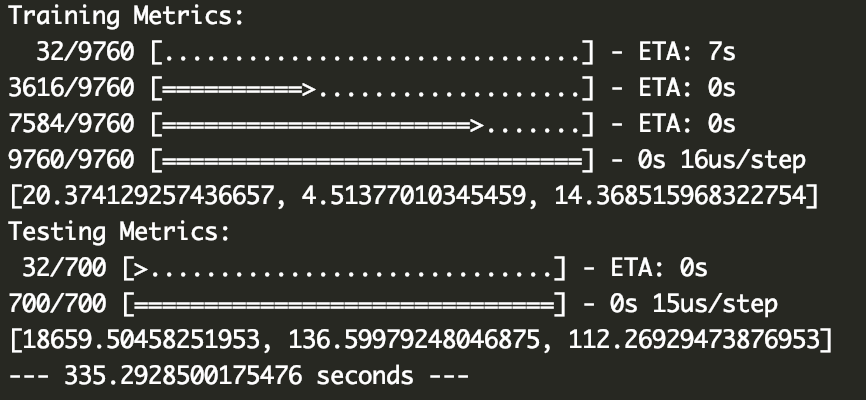 Training Metrics:
32/9760 [..............................] - ETA: 7s
3616/9760 [==========>...................] - ETA: 0s
7584/9760 [======================>.......] - ETA: 0s
9760/9760 [==============================] - 0s 16us/step
[20.374129257436657, 4.51377010345459, 14.368515968322754]
Testing Metrics:
32/700 [>.............................] - ETA: 0s
700/700 [==============================] - 0s 15us/step
[18659.50458251953, 136.59979248046875, 112.26929473876953]
--- 335.2928500175476 seconds ---